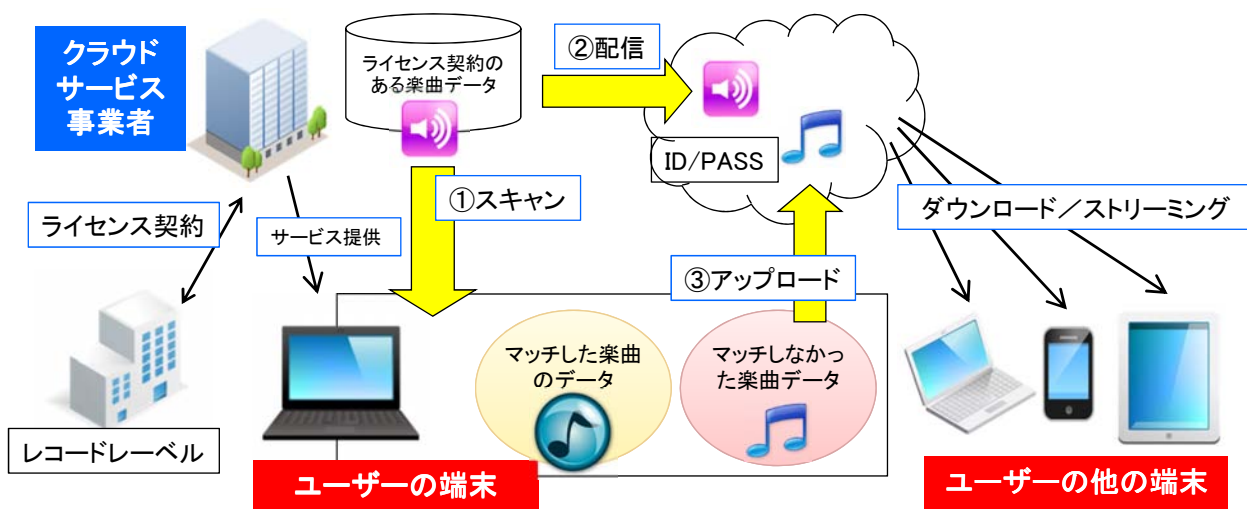 クラウド
サービス
事業者
ライセンス契約の
ある楽曲データ
②配信
ID/PASS
①スキャン
ライセンス契約
サービス提供
ダウンロード／ストリーミング
③アップロード
マッチした楽曲
のデータ
マッチしなかっ
た楽曲データ
レコードレーベル
ユーザーの端末
ユーザーの他の端末